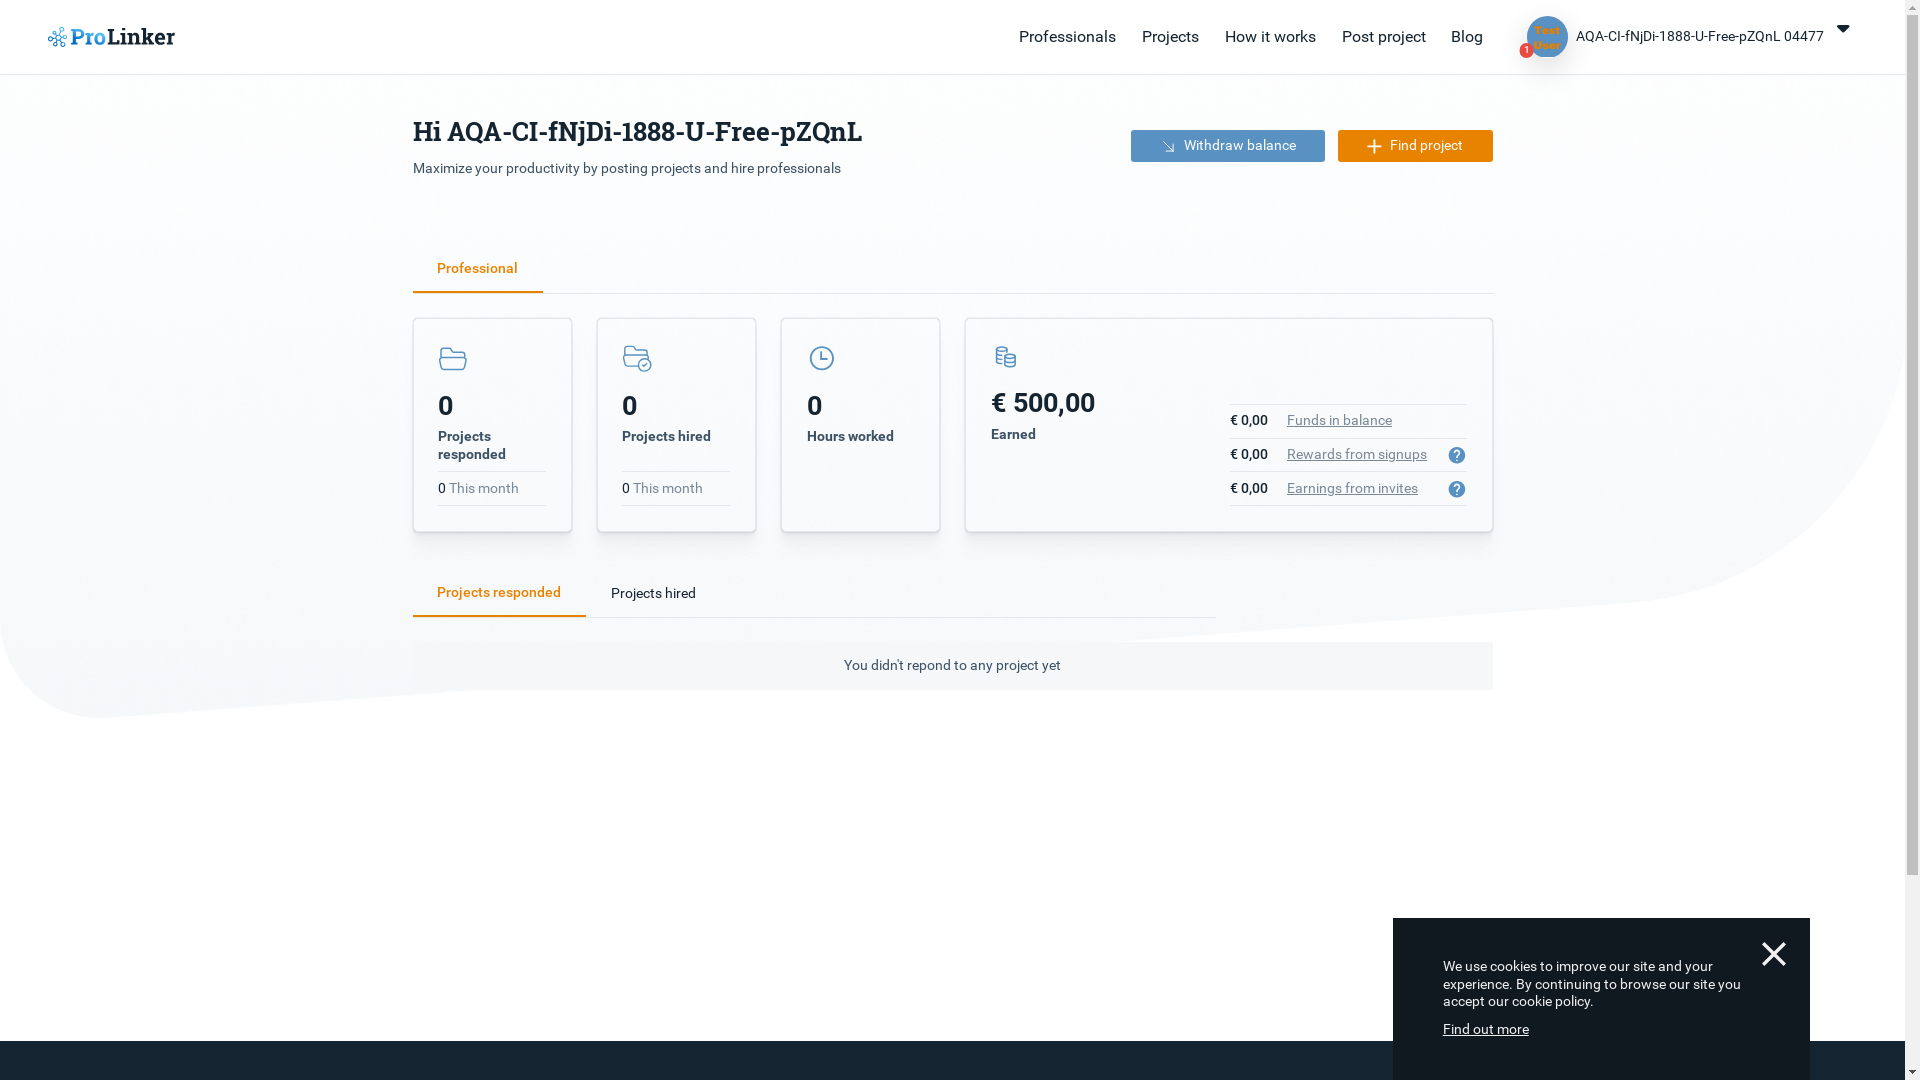 ProLinker
Professionals
Projects
How it works
Post project
Blog
Test
User
1
AQA-CI-fNjDi-1888-U-Free-pZQnL 04477
Hi AQA-CI-fNjDi-1888-U-Free-pZQnL
Maximize your productivity by posting projects and hire professionals
Withdraw balance
Find project
Professional
0
Projects
responded
0 This month
0
Projects hired
0 This month
0
Hours worked
€ 500,00
Earned
€ 0,00 Funds in balance
€ 0,00 Rewards from signups ?
€ 0,00 Earnings from invites ?
Projects responded
Projects hired
You didn't repond to any project yet
We use cookies to improve our site and your
experience. By continuing to browse our site you
accept our cookie policy.
Find out more